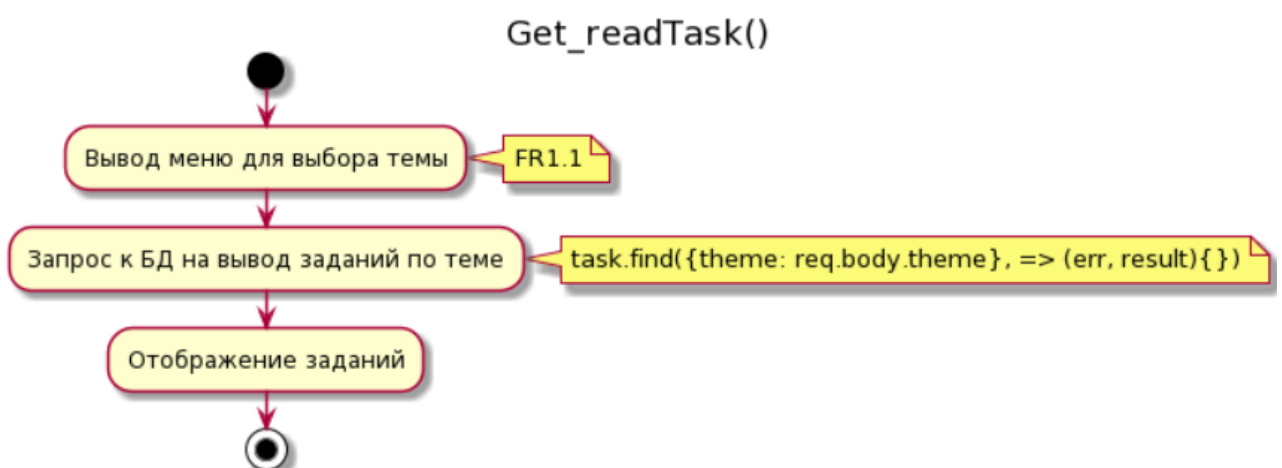 Get_readTask()
Вывод меню для выбора темы
FR1.1
Запрос к БД на вывод заданий по теме
task.find({theme: req.body.theme}, => (err, result){})
Отображение заданий